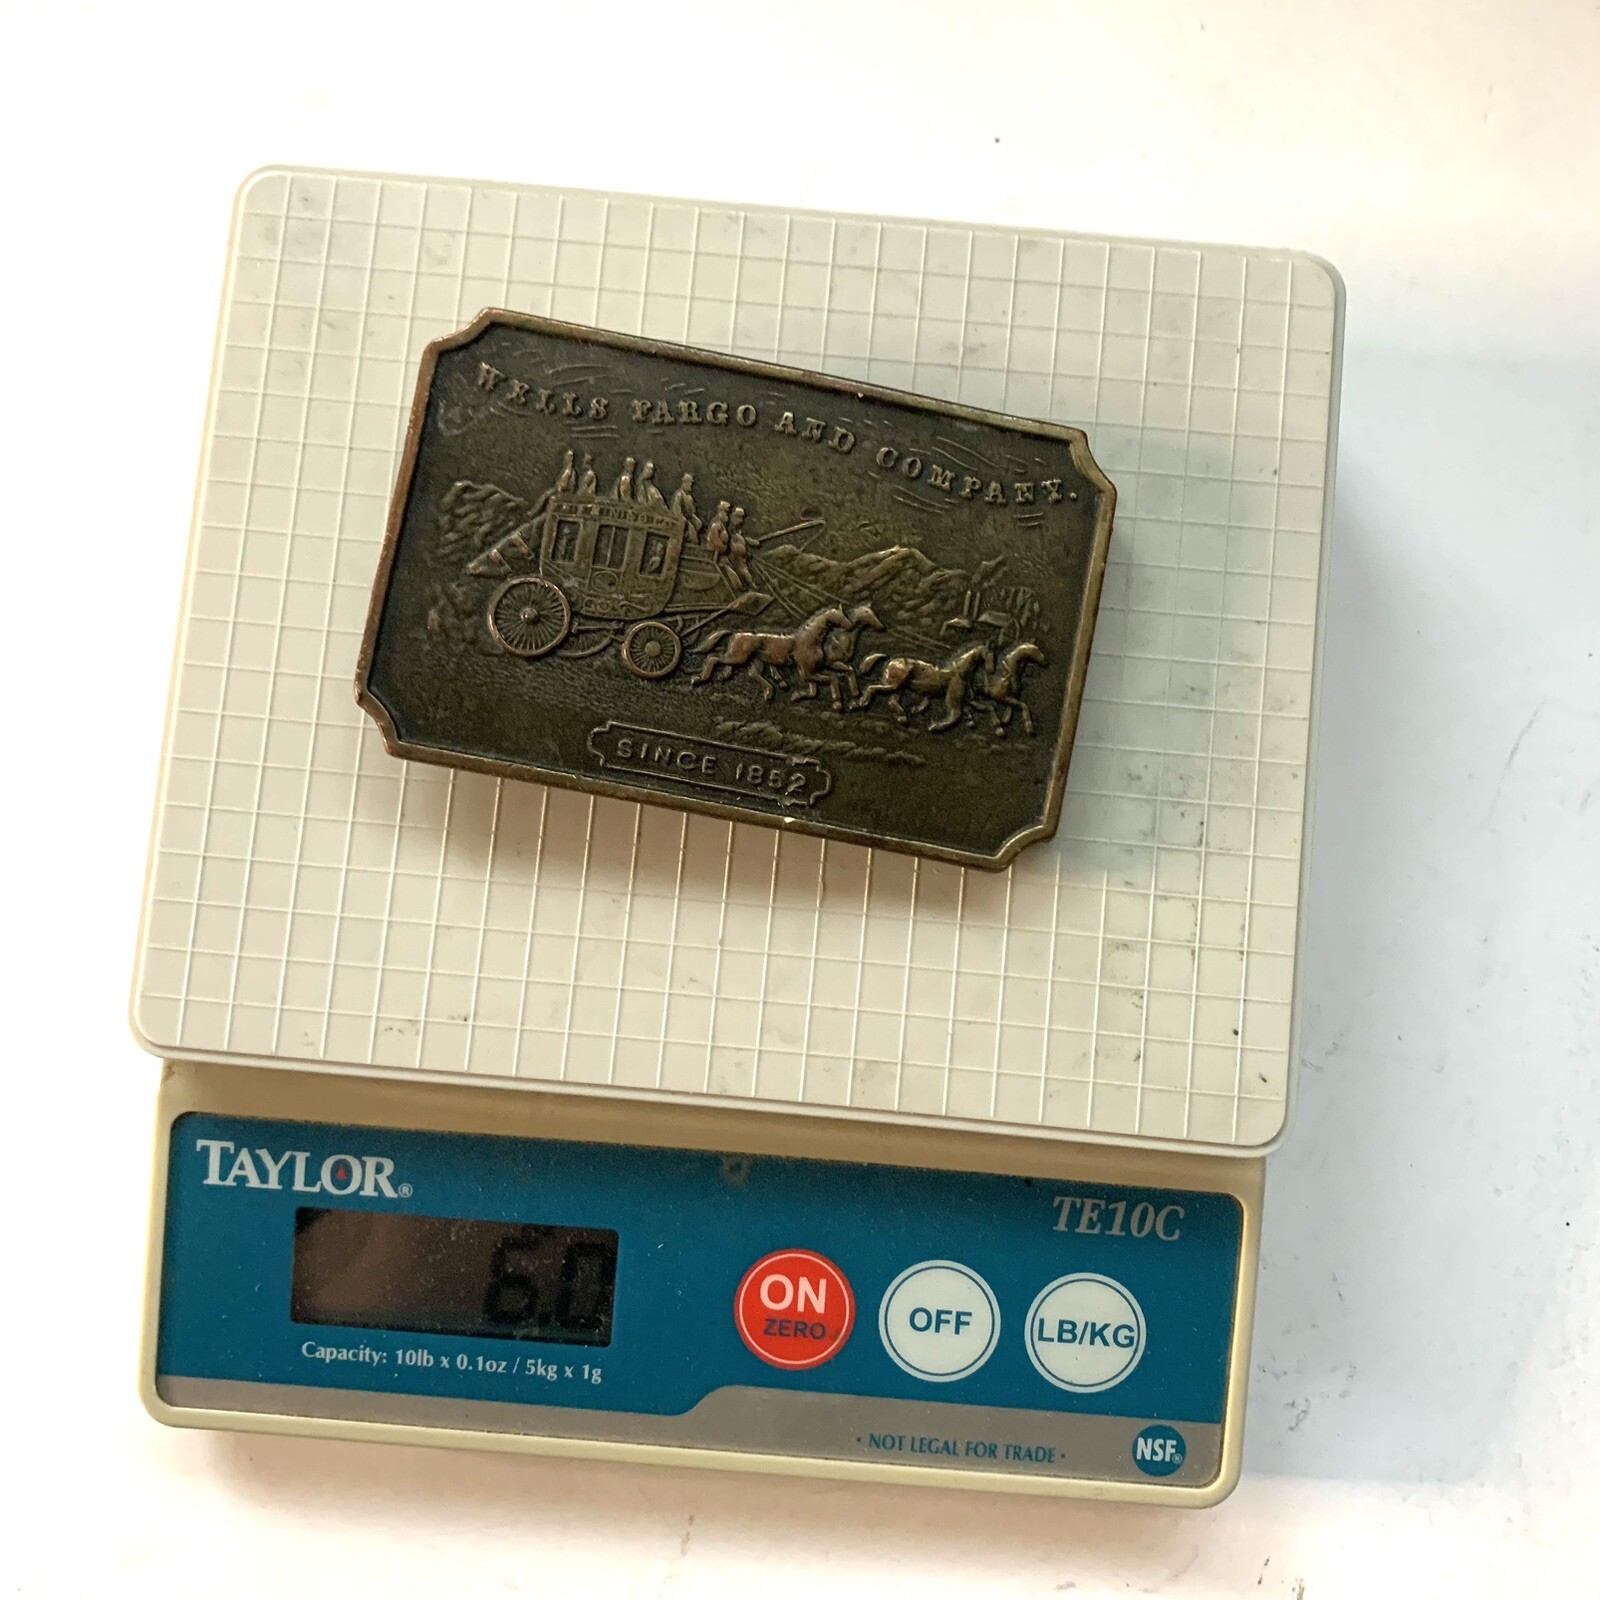 WELLS FARGO AND COMPANY.
SINCE 1852
TAYLOR®
TE10C
6.0
ON
ZERO
OFF
LB/KG
Capacity: 10lb x 0.1oz / 5kg x 1g
• NOT LEGAL FOR TRADE •
NSF®